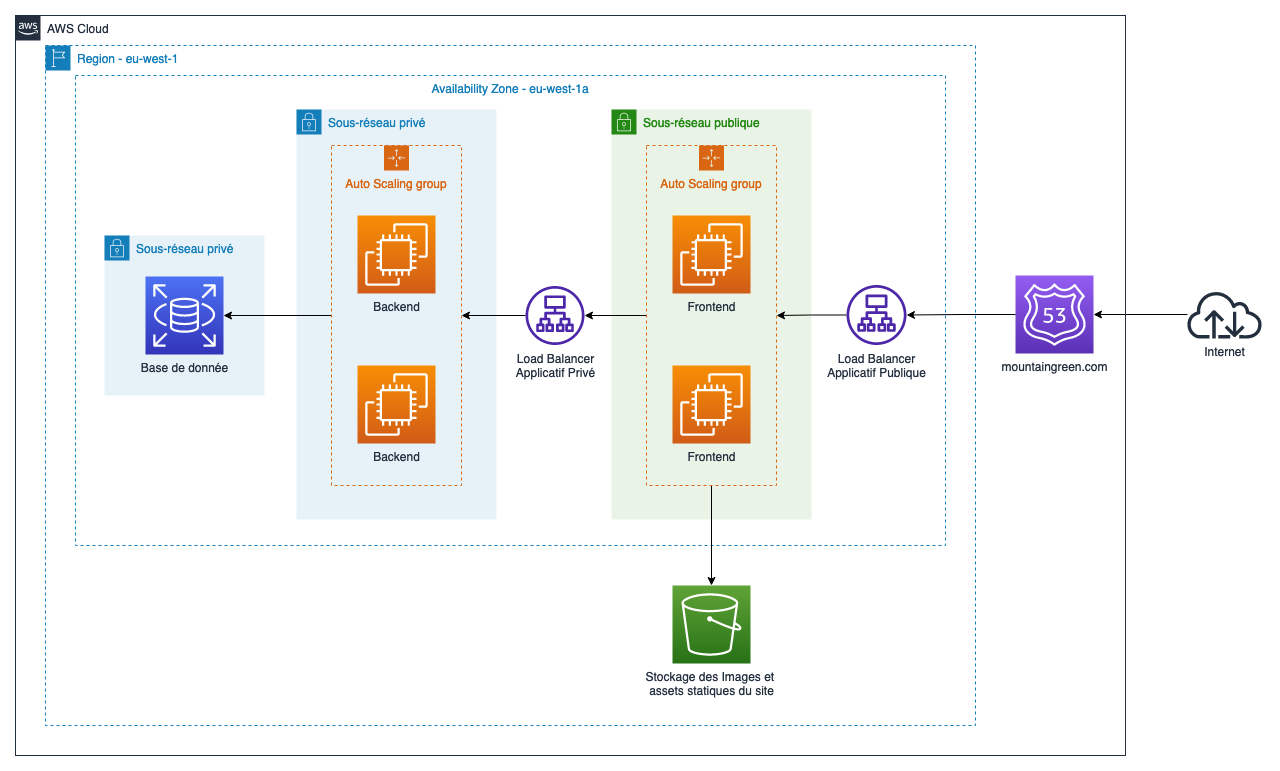 aws
AWS Cloud
Region - eu-west-1
Availability Zone - eu-west-1a
Sous-réseau privé
Sous-réseau publique
Auto Scaling group
Auto Scaling group
Sous-réseau privé
Backend
Frontend
53
Base de donnée
Load Balancer
Applicatif Privé
Load Balancer
Applicatif Publique
mountaingreen.com
Internet
Backend
Frontend
Stockage des Images et
assets statiques du site